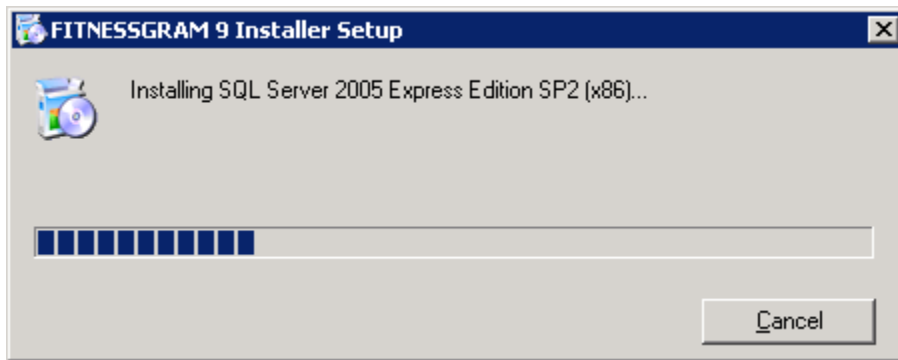 FITNESSGRAM 9 Installer Setup
Installing SQL Server 2005 Express Edition SP2 (x86)...
Cancel